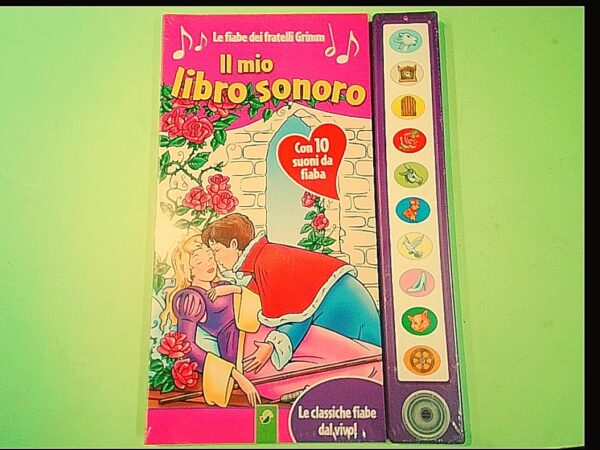 Le fiabe dei fratelli Grimm
Il mio
libro sonoro
Con 10
suoni da
fiaba
Le classiche fiabe
dal vivo!